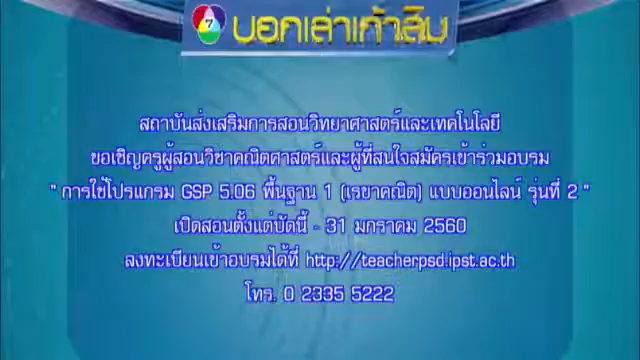 7 บอกเล่าเก้าสิบ
สถาบันส่งเสริมการสอนวิทยาศาสตร์และเทคโนโลยี
ขอเชิญครูผู้สอนวิชาคณิตศาสตร์และผู้ที่สนใจสมัครเข้าร่วมอบรม
" การใช้โปรแกรม GSP 5.06 พื้นฐาน 1 (เรขาคณิต) แบบออนไลน์ รุ่นที่ 2 "
เปิดสอนตั้งแต่บัดนี้ - 31 มกราคม 2560
ลงทะเบียนเข้าอบรมได้ที่ http://teacherpsd.ipst.ac.th
โทร. 0 2335 5222